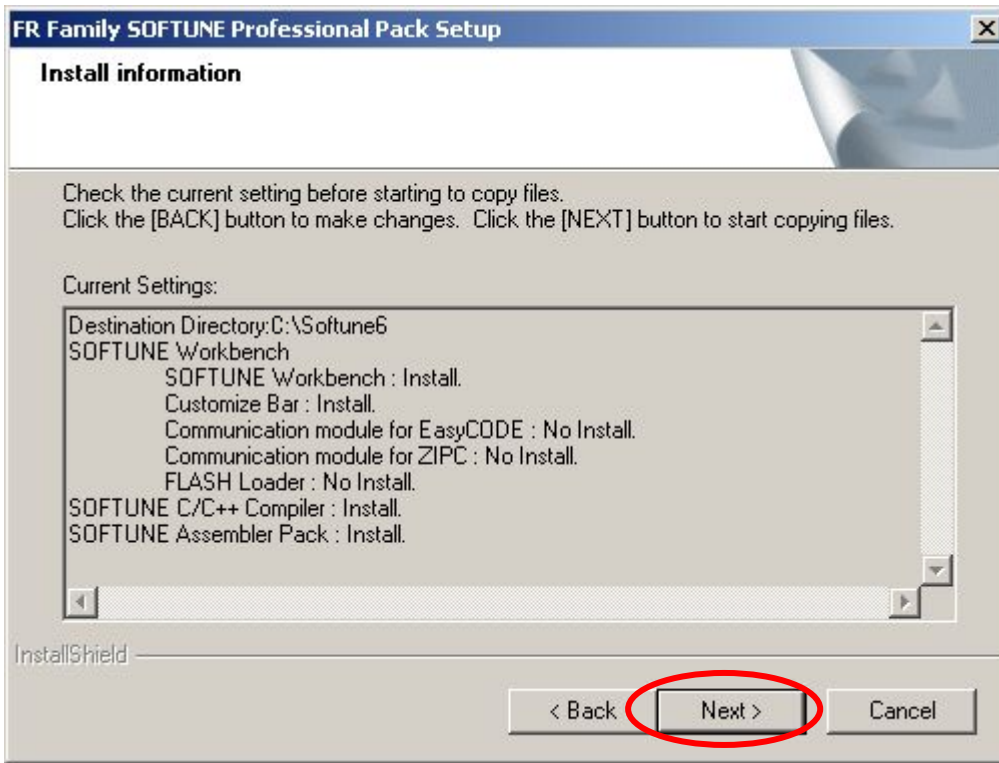 FR Family SOFTUNE Professional Pack Setup
Install information
Check the current setting before starting to copy files.
Click the [BACK] button to make changes.  Click the [NEXT] button to start copying files.
Current Settings:
Destination Directory:C:\Softune6
SOFTUNE Workbench
SOFTUNE Workbench : Install.
Customize Bar : Install.
Communication module for EasyCODE : No Install.
Communication module for ZIPC : No Install.
FLASH Loader : No Install.
SOFTUNE C/C++ Compiler : Install.
SOFTUNE Assembler Pack : Install.
InstallShield
< Back Next > Cancel